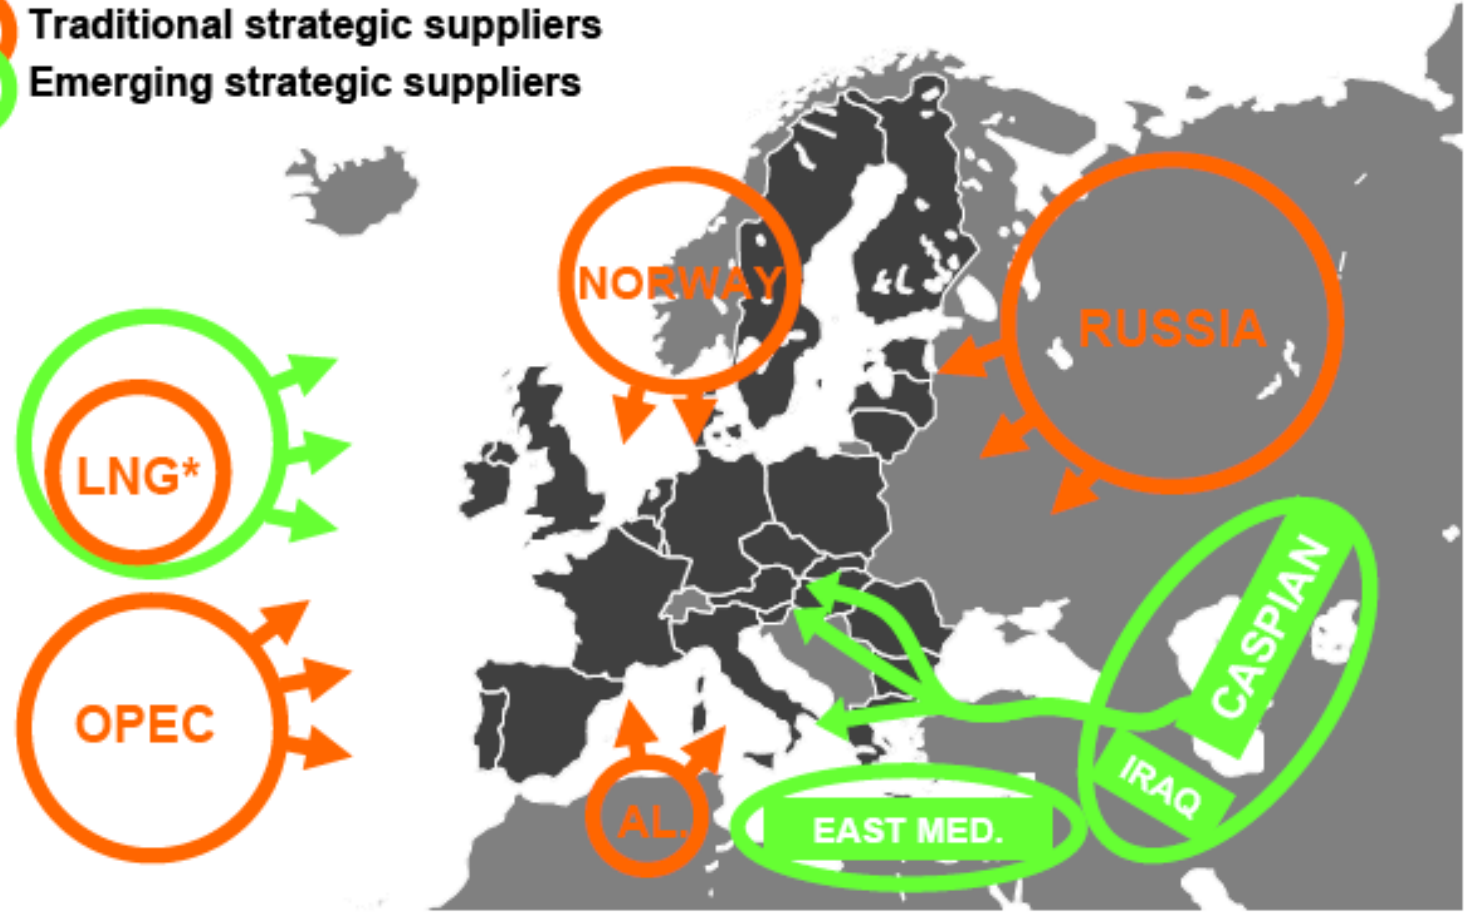 Traditional strategic suppliers
Emerging strategic suppliers
NORWAY
RUSSIA
LNG*
CASPIAN
OPEC
IRAQ
AL.
EAST MED.